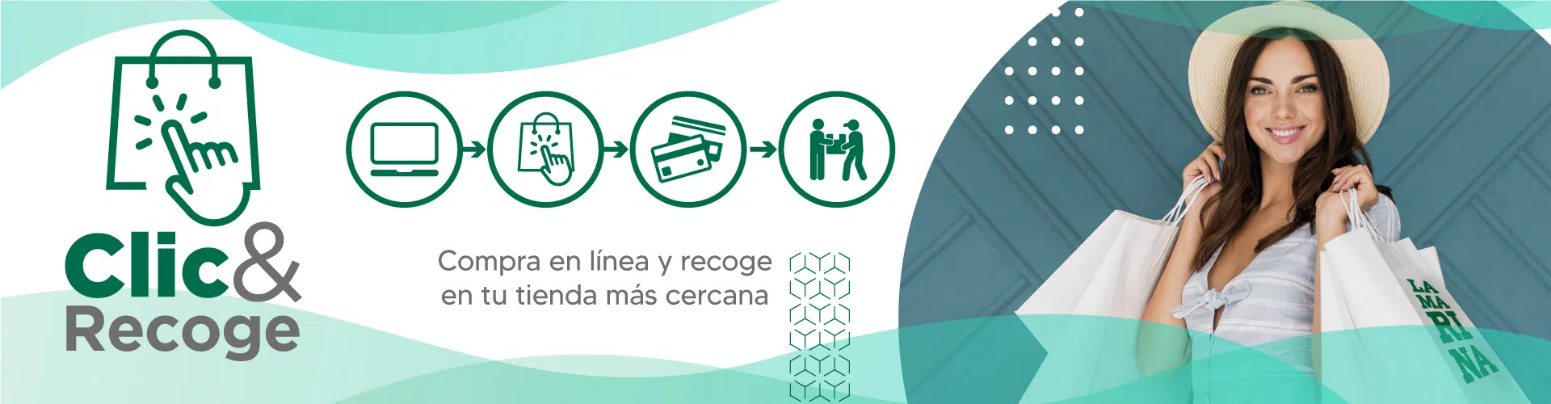 Clic&
Recoge
Compra en línea y recoge
en tu tienda más cercana
LA
MA
RI
NA